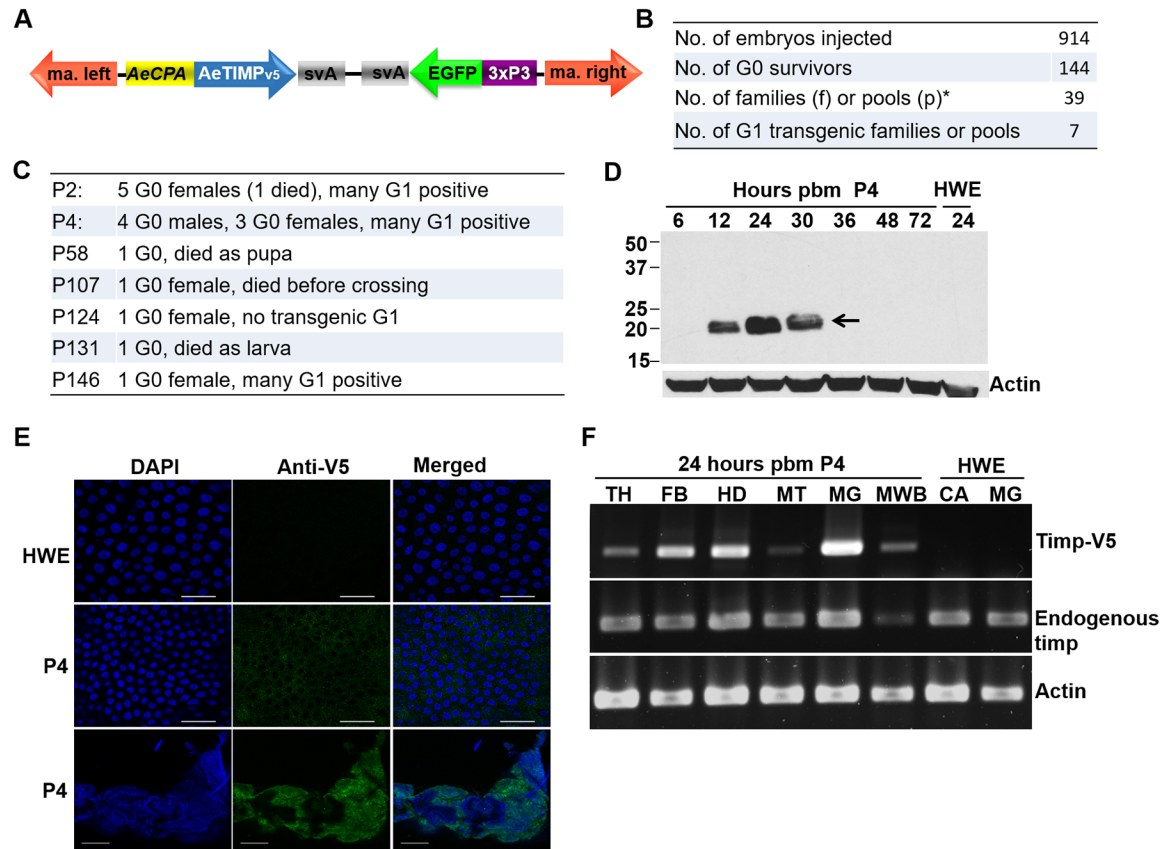 A
ma. left AeCPA AeTIMPv5 svA svA EGFP 3xP3 ma. right
B
No. of embryos injected 914
No. of G0 survivors 144
No. of families (f) or pools (p)* 39
No. of G1 transgenic families or pools 7
C
P2: 5 G0 females (1 died), many G1 positive
P4: 4 G0 males, 3 G0 females, many G1 positive
P58 1 G0, died as pupa
P107 1 G0 female, died before crossing
P124 1 G0 female, no transgenic G1
P131 1 G0, died as larva
P146 1 G0 female, many G1 positive
D
Hours pbm P4 HWE
6 12 24 30 36 48 72 24
50
37
25
20
15
Actin
E
DAPI Anti-V5 Merged
HWE
P4
P4
F
24 hours pbm P4 HWE
TH FB HD MT MG MWB CA MG
Timp-V5
Endogenous
timp
Actin